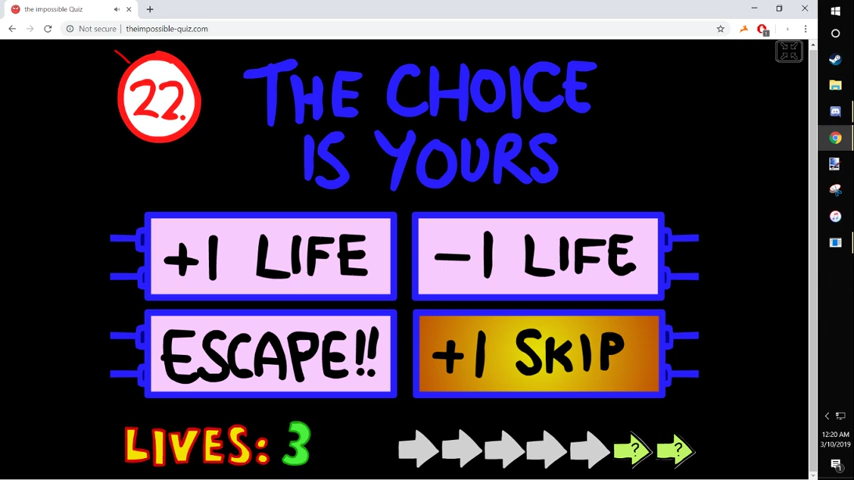 the impossible Quiz
Not secure | theimpossible-quiz.com
22.
THE CHOICE
IS YOURS
+1 LIFE
-1 LIFE
ESCAPE!!
+1 SKIP
LIVES: 3
? ?
12:20 AM
3/10/2019